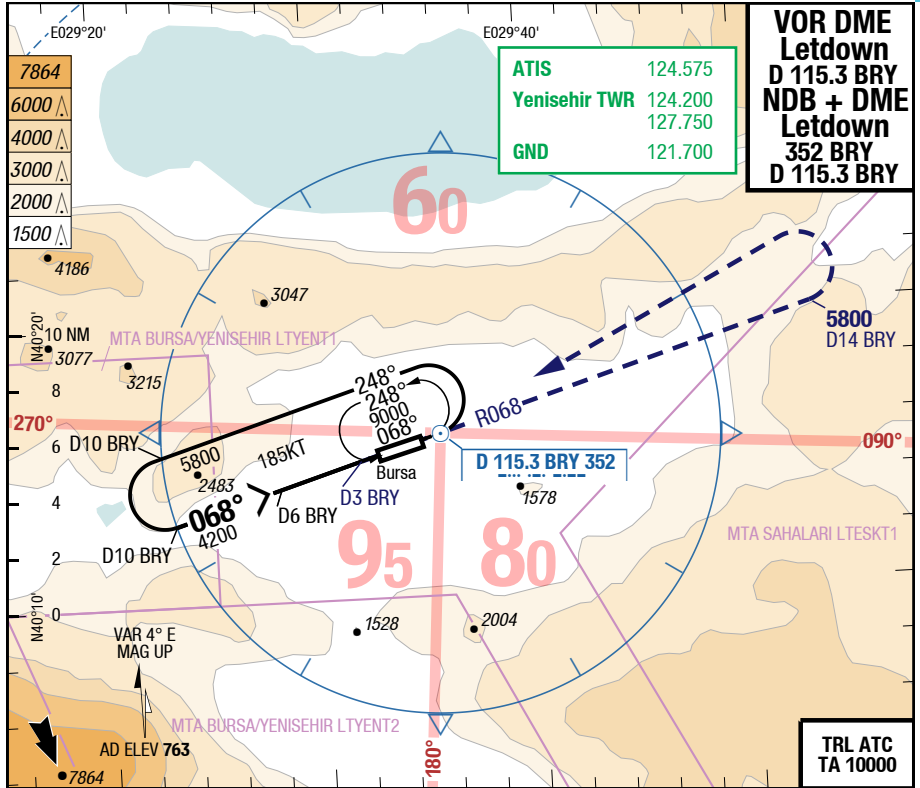 E029°20'
E029°40'
VOR DME
Letdown
D 115.3 BRY
NDB + DME
Letdown
352 BRY
D 115.3 BRY
ATIS 124.575
Yenisehir TWR 124.200
127.750
GND 121.700
7864
6000
4000
3000
2000
1500
60
4186
3047
5800
D14 BRY
N40°20'
10 NM
3077
MTA BURSA/YENISEHIR LTYENT1
3215
8
248°
248°
9000
068°
R068
270°
090°
D10 BRY
6
5800
185KT
Bursa
D 115.3 BRY 352
2483
D3 BRY
1578
4
068°
4200
D6 BRY
D10 BRY
95
80
MTA SAHALARI LTESKT1
2
N40°10'
0
1528
2004
VAR 4° E
MAG UP
MTA BURSA/YENISEHIR LTYENT2
AD ELEV 763
180°
7864
TRL ATC
TA 10000